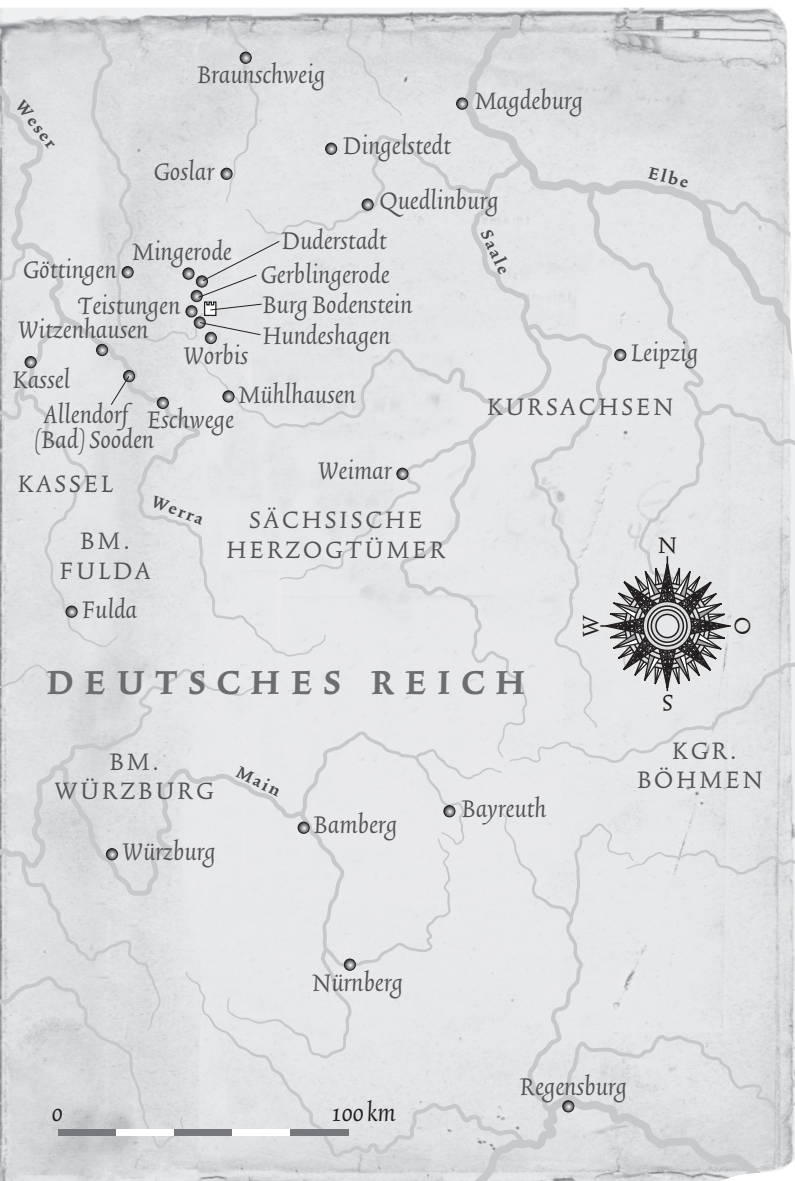 Braunschweig
Weser
Magdeburg
Dingelstedt
Goslar
Elbe
Quedlinburg
Saale
Duderstadt
Mingerode
Göttingen
Gerblingerode
Teistungen
Burg Bodenstein
Witzenhausen
Hundeshagen
Worbis
Leipzig
Kassel
Mühlhausen
Allendorf
(Bad) Sooden
Eschwege
KURSACHSEN
Weimar
KASSEL
Werra
SÄCHSISCHE
HERZOGTÜMER
BM.
FULDA
Fulda
N
W
O
S
DEUTSCHES REICH
BM.
WÜRZBURG
Main
KGR.
BÖHMEN
Bamberg
Bayreuth
Würzburg
Nürnberg
Regensburg
0 100 km